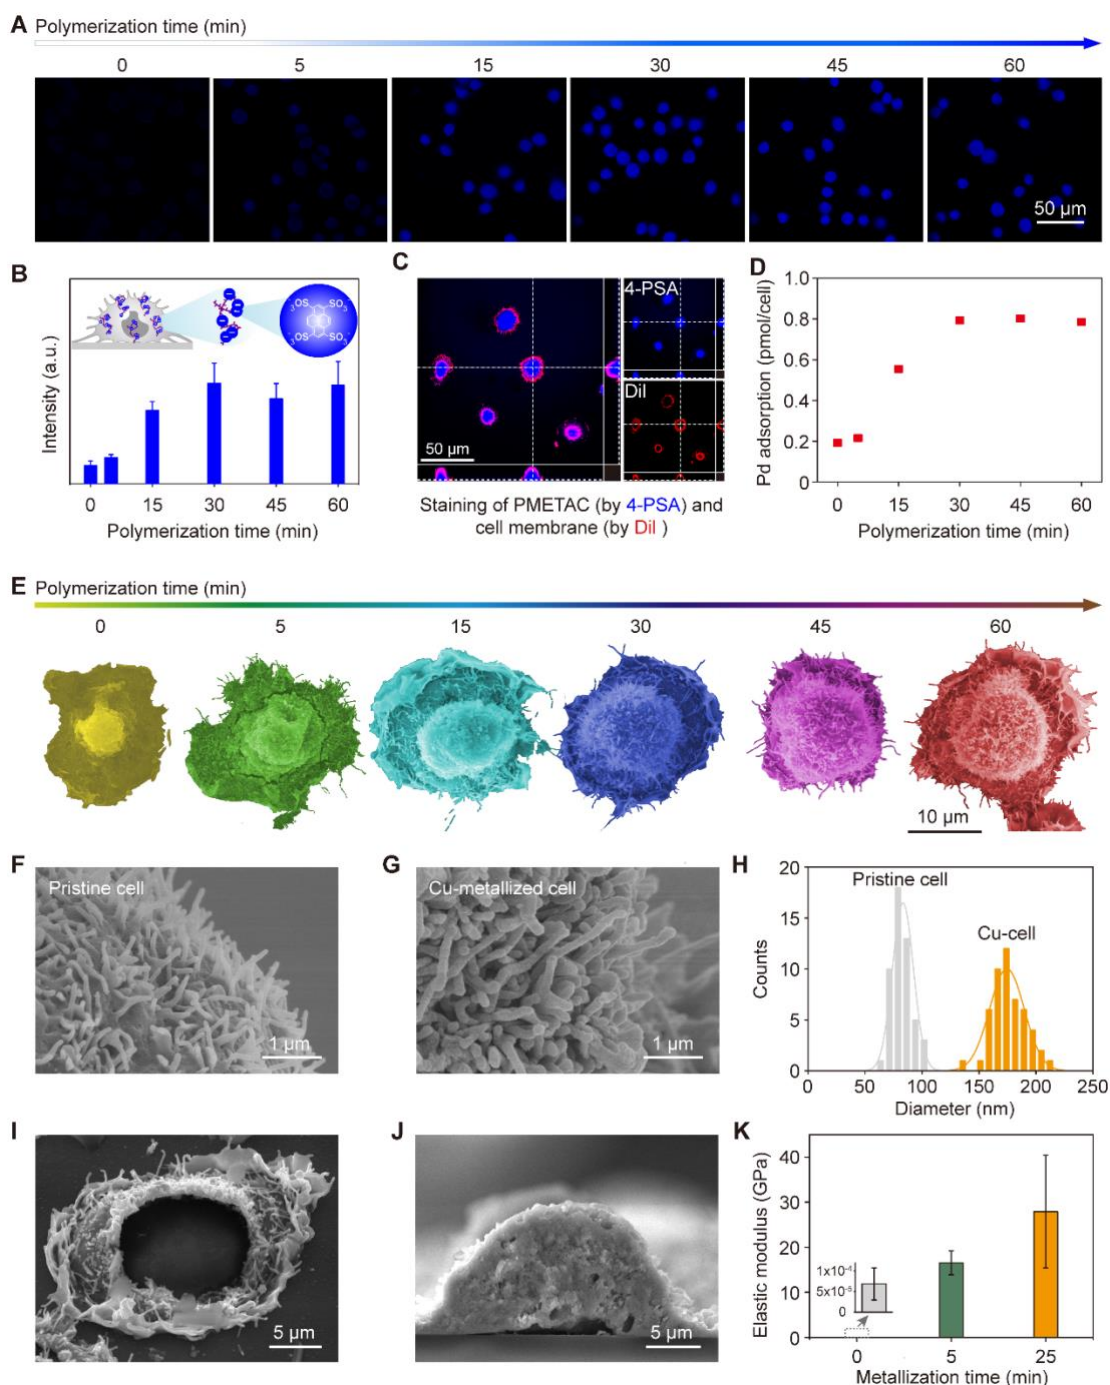 A Polymerization time (min)
0 5 15 30 45 60
50 µm
B
Intensity (a.u.)
₃OS SO₃⁻
₃OS SO₃⁻
0 15 30 45 60
Polymerization time (min)
C
4-PSA
DiI
50 µm
Staining of PMETAC (by 4-PSA) and
cell membrane (by DiI )
D
Pd adsorption (pmol/cell)
1.0
0.8
0.6
0.4
0.2
0.0
0 15 30 45 60
Polymerization time (min)
E Polymerization time (min)
0 5 15 30 45 60
10 µm
F
Pristine cell
1 µm
G
Cu-metallized cell
1 µm
H
Counts
20
15
10
5
0
Pristine cell
Cu-cell
0 50 100 150 200 250
Diameter (nm)
I
5 µm
J
5 µm
K
Elastic modulus (GPa)
40
30
20
10
0
1x10⁻⁴
5x10⁻⁵
0
0 5 25
Metallization time (min)